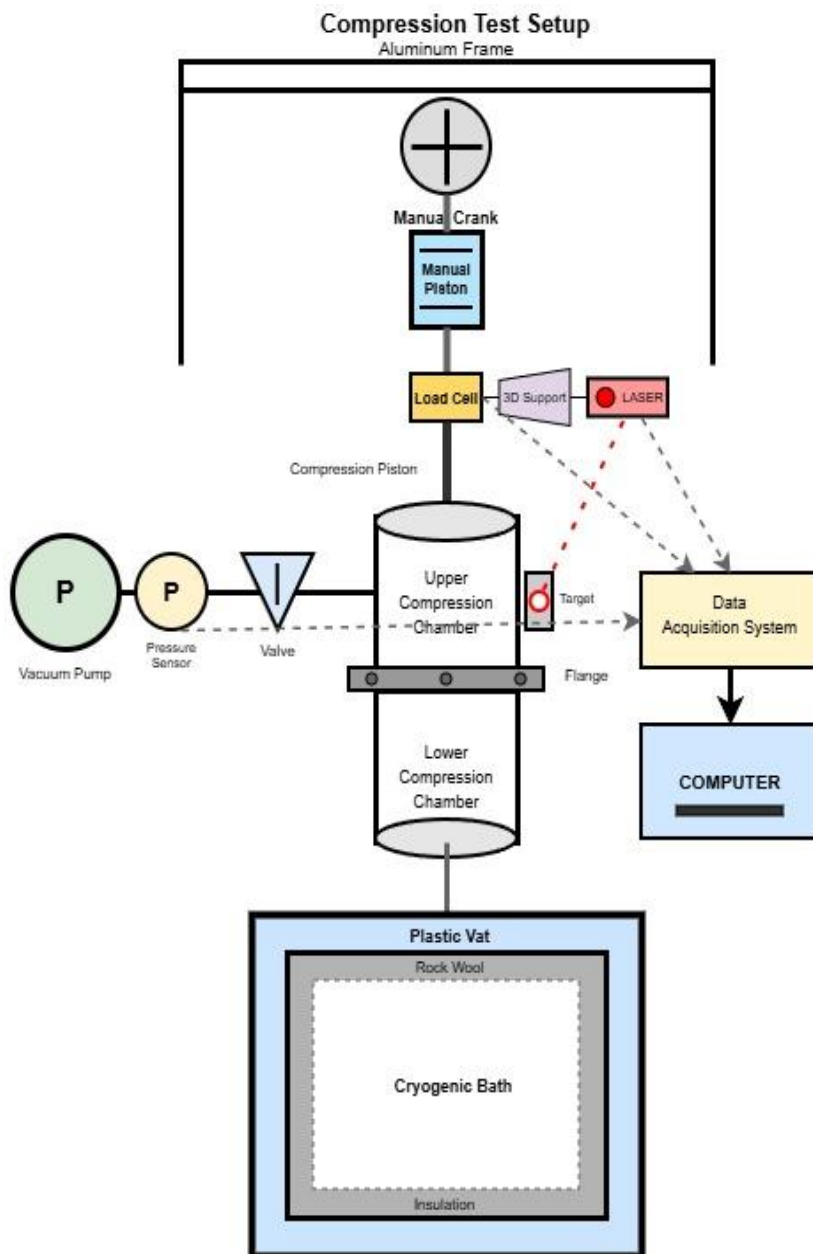 Compression Test Setup
Aluminum Frame
Manual Crank
Manual
Piston
Load Cell
3D Support
LASER
Compression Piston
P
P
Upper
Compression
Chamber
Target
Data
Acquisition System
Pressure
Sensor
Valve
Vacuum Pump
Flange
Lower
Compression
Chamber
COMPUTER
Plastic Vat
Rock Wool
Cryogenic Bath
Insulation